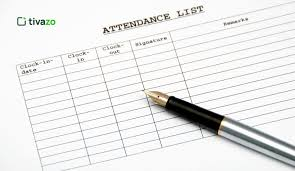 tivazo
ATTENDANCE LIST
Clock-in-date
Clock-in
Clock-out
Signature
Remarks